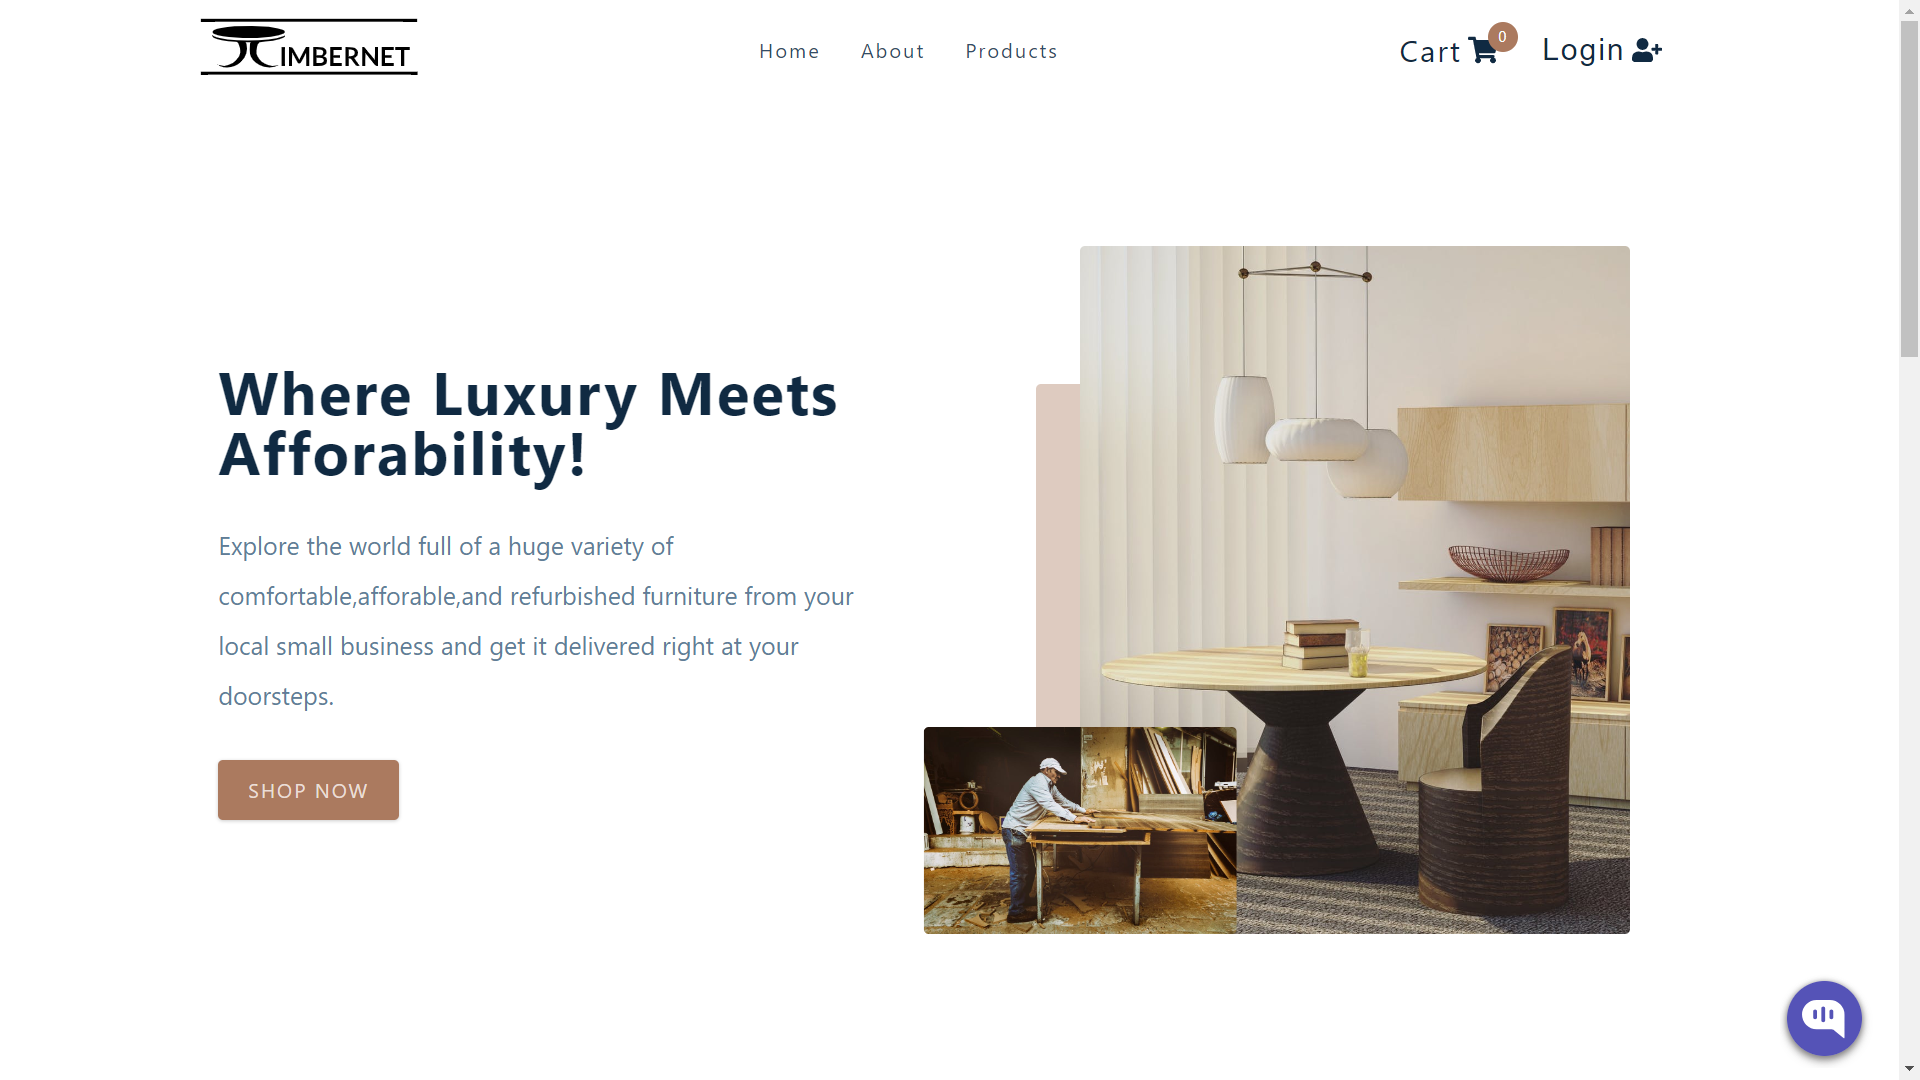 IMBERNET
Home
About
Products
Cart
0
Login
Where Luxury Meets
Afforability!
Explore the world full of a huge variety of
comfortable,afforable,and refurbished furniture from your
local small business and get it delivered right at your
doorsteps.
SHOP NOW